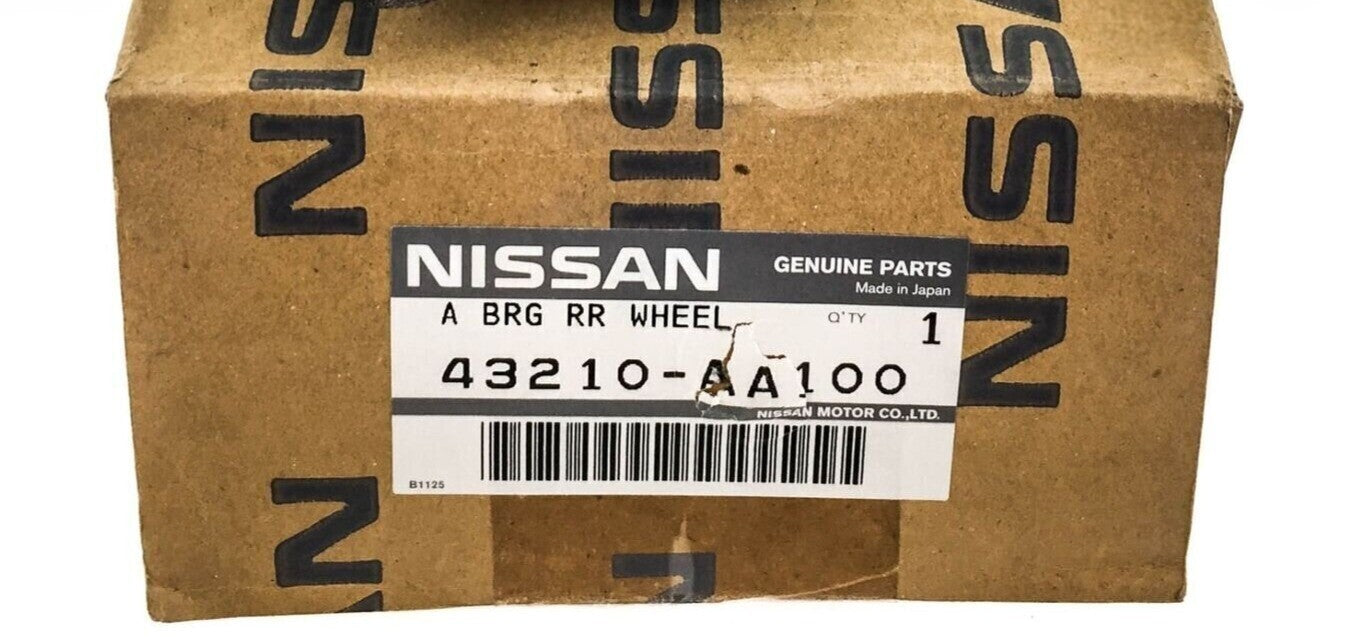 NISSAN
NISSAN
NISSAN
NISSAN GENUINE PARTS
Made in Japan
A BRG RR WHEEL Q'TY 1
43210-AA100
NISSAN MOTOR CO.,LTD.
B1125